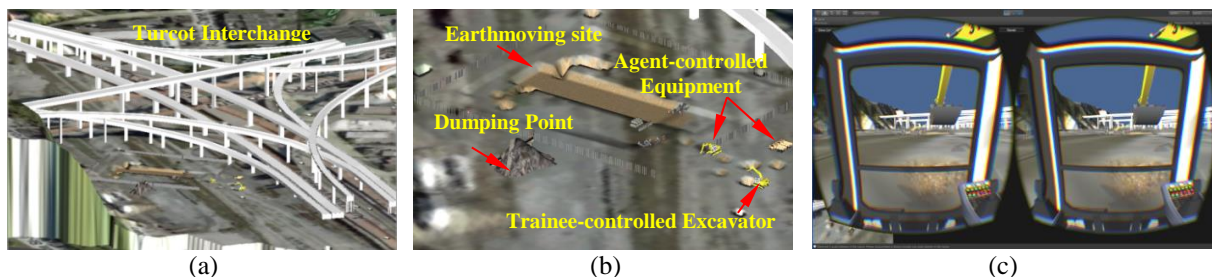 Turcot Interchange
Earthmoving site
Agent-controlled
Equipment
Dumping Point
Trainee-controlled Excavator
(a)
(b)
(c)